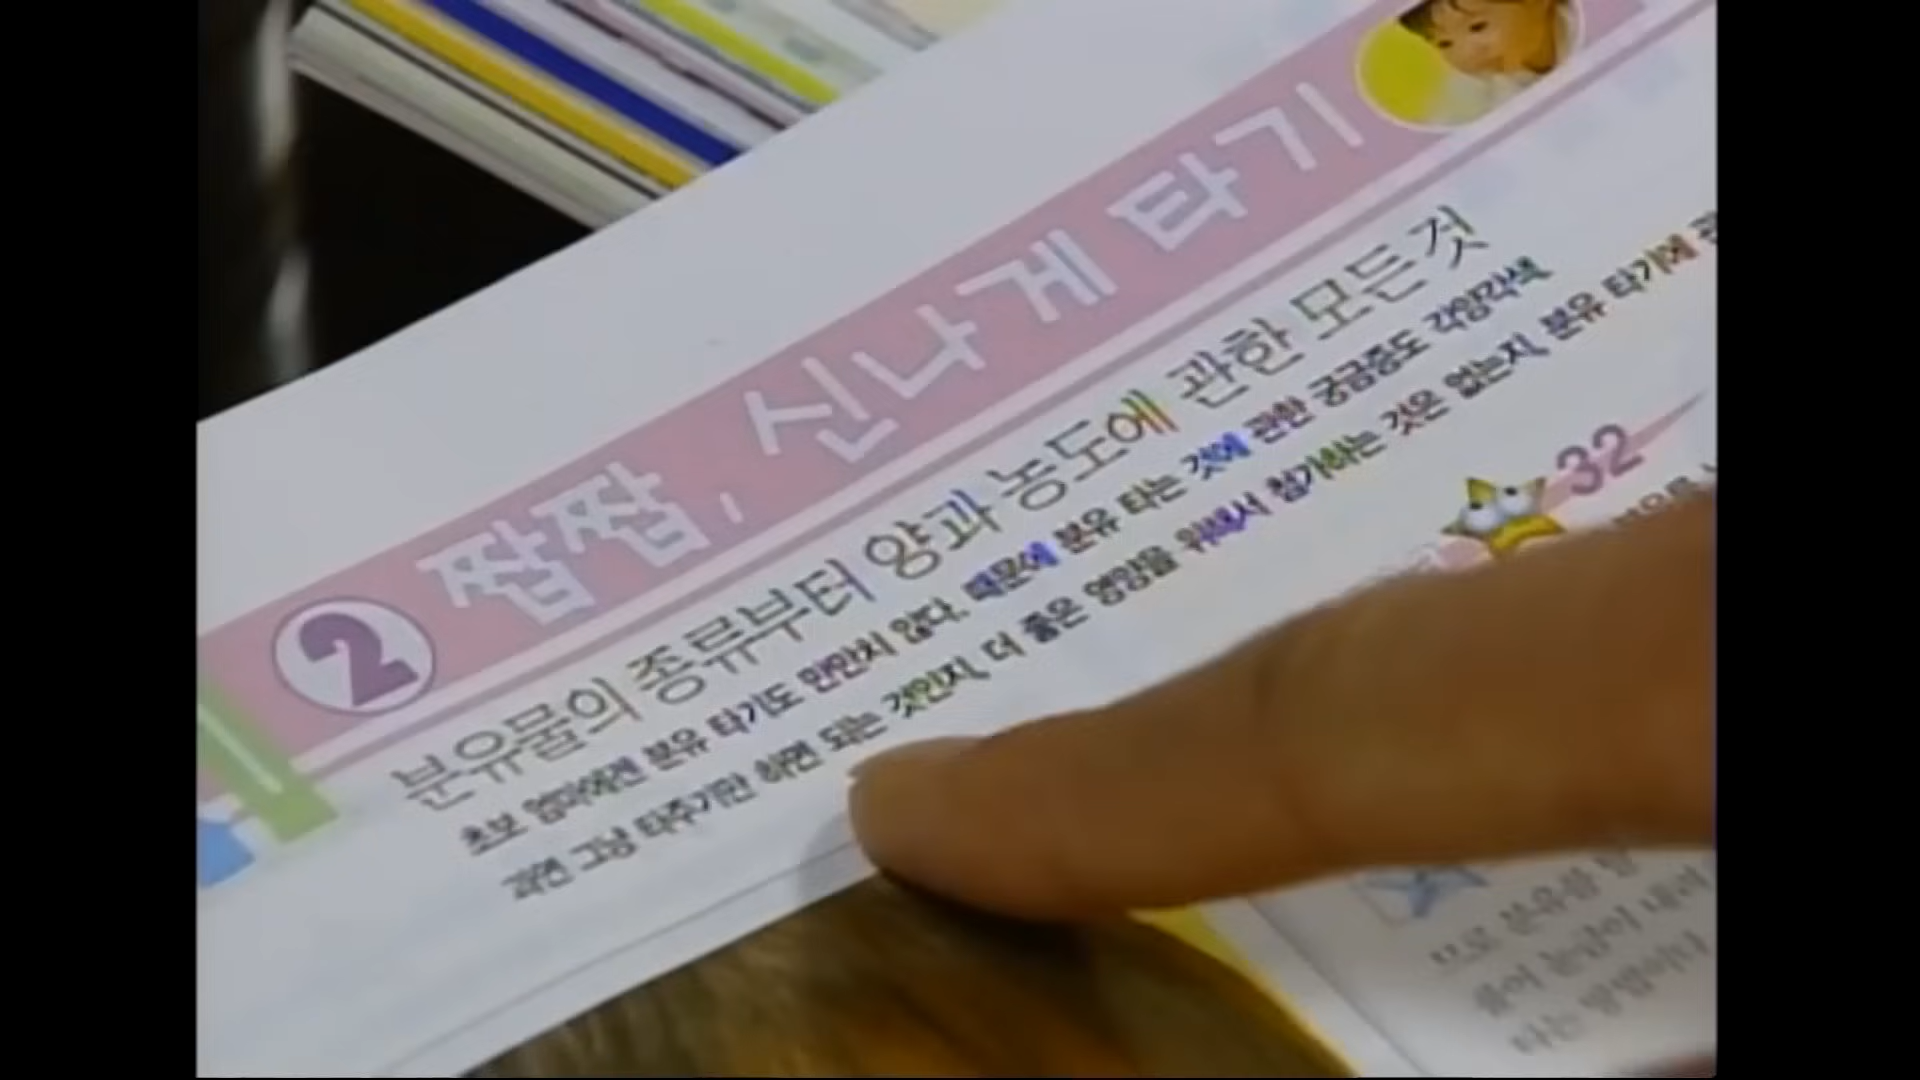 2 짭짭, 신나게 타기
분유물의 종류부터 양과 농도에 관한 모든 것
초보 엄마에겐 분유 타기도 만만치 않다. 때문에 분유 타는 것에 관한 궁금증도 각양각색
과연 그냥 타주기만 하면 되는 것인지, 더 좋은 영양을 위해서 첨가하는 것은 없는지, 분유 타기에 관
32